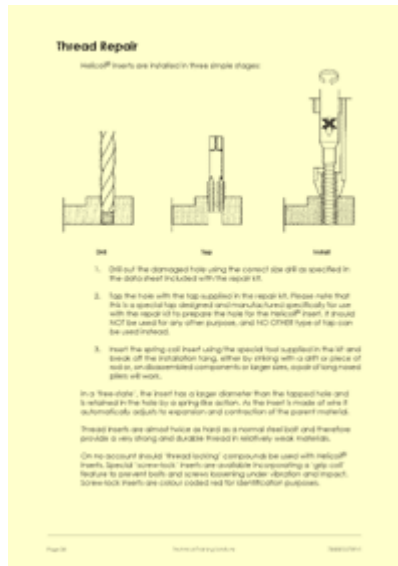 Thread Repair
Helicoil® inserts are installed in three simple stages:
Drill Tap Install
1. Drill out the damaged hole using the correct size drill as specified in
the data sheet included with the repair kit.
2. Tap the hole with the tap supplied in the repair kit. Please note that
this is a special tap designed and manufactured specifically for use
with the repair kit to prepare the hole for the Helicoil® insert. It should
NOT be used for any other purpose, and NO OTHER type of tap can
be used instead.
3. Insert the spring coil insert using the special tool supplied in the kit and
break off the installation tang, either by striking with a drift or piece of
rod or, on disassembled components or larger sizes, a pair of long nosed
pliers will work.
In a 'free-state', the insert has a larger diameter than the tapped hole and
is retained in the hole by a spring-like action. As the insert is made of wire it
automatically adjusts to expansion and contraction of the parent material.
Thread inserts are almost twice as hard as a normal steel bolt and therefore
provide a very strong and durable thread in relatively weak materials.
On no account should 'thread locking' compounds be used with Helicoil®
inserts. Special 'screw-lock' inserts are available incorporating a 'grip coil'
feature to prevent bolts and screws loosening under vibration and impact.
Screw-lock inserts are colour coded red for identification purposes.
Page